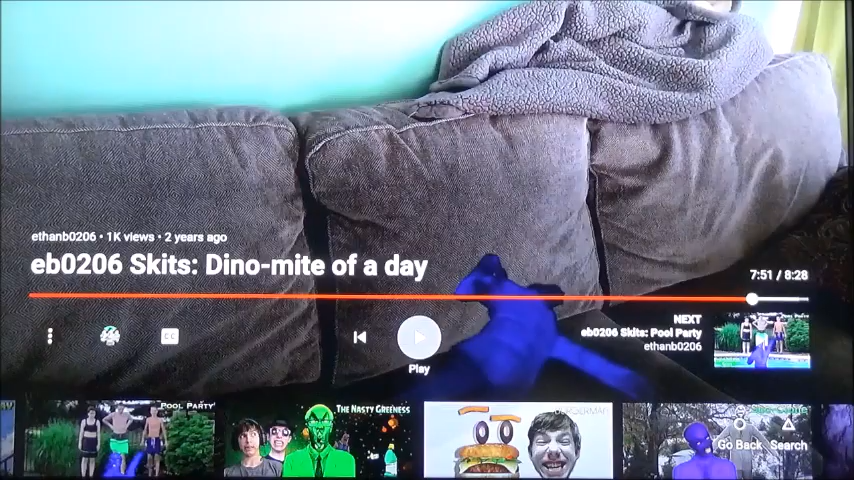 ethanb0206 • 1K views • 2 years ago
eb0206 Skits: Dino-mite of a day
7:51 / 8:28
CC
Play
NEXT
eb0206 Skits: Pool Party
ethanb0206
POOL PARTY
THE NASTY GREENESS
Go Back
Search